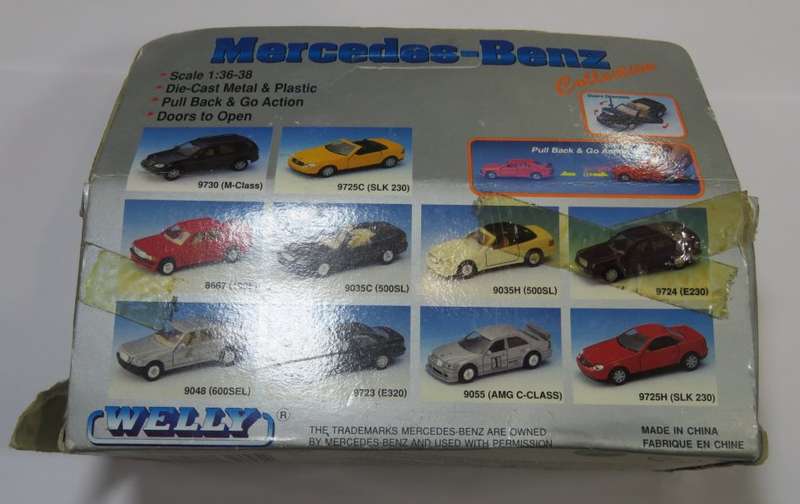 Mercedes-Benz
Collection
* Scale 1:36-38
* Die-Cast Metal & Plastic
* Pull Back & Go Action
* Doors to Open
Pull Back & Go
9730 (M-Class)
9725C (SLK 230)
8667
9035C (500SL)
9035H (500SL)
9724 (E230)
9048 (600SEL)
9723 (E320)
9055 (AMG C-CLASS)
9725H (SLK 230)
WELLY ®
THE TRADEMARKS MERCEDES-BENZ ARE OWNED
BY MERCEDES-BENZ AND USED WITH PERMISSION
MADE IN CHINA
FABRIQUE EN CHINE